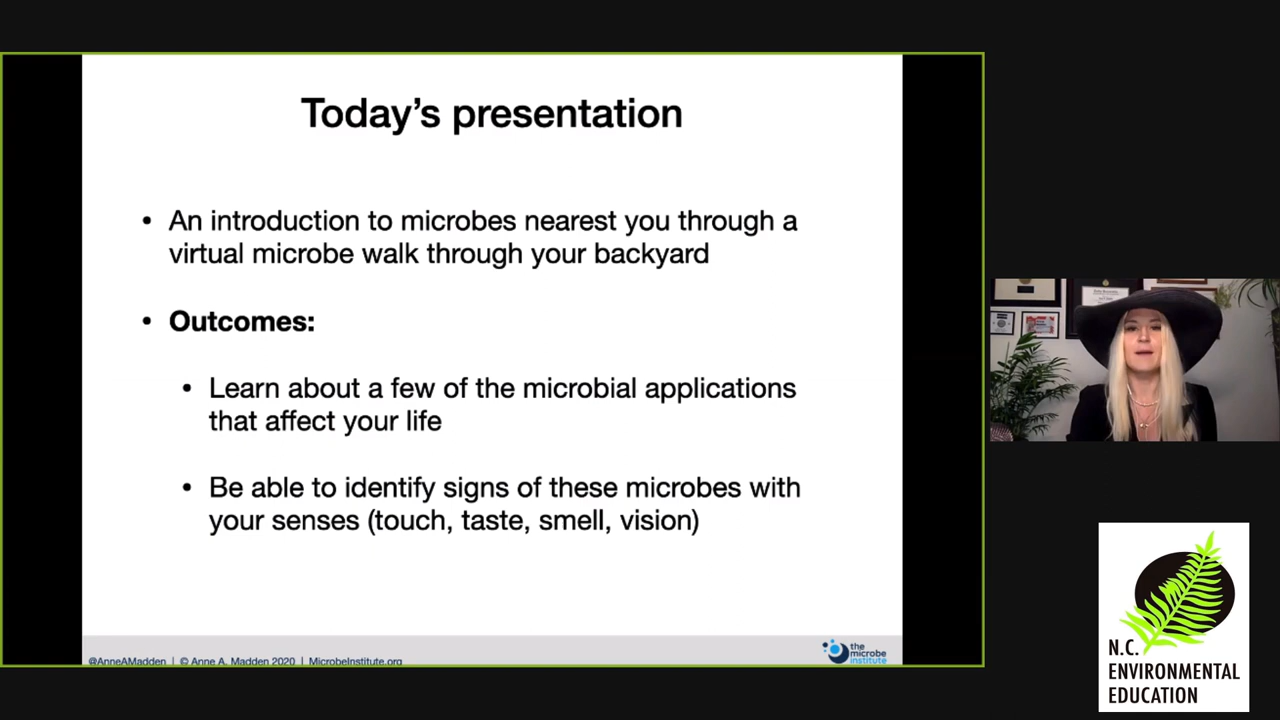 Today's presentation
• An introduction to microbes nearest you through a
virtual microbe walk through your backyard
• Outcomes:
• Learn about a few of the microbial applications
that affect your life
• Be able to identify signs of these microbes with
your senses (touch, taste, smell, vision)
@AnneAMadden | © Anne A. Madden 2020 | MicrobeInstitute.org
the
microbe
institute
N.C.
ENVIRONMENTAL
EDUCATION